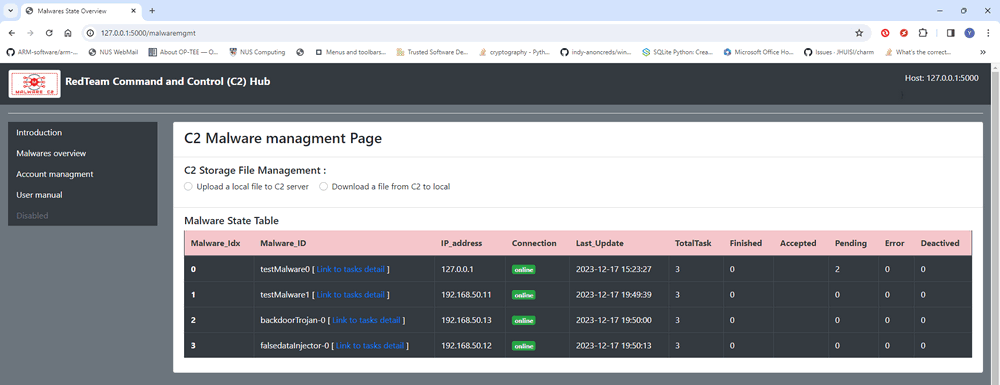 Malwares State Overview
127.0.0.1:5000/malwaremgmt
ARM-software/arm-... NUS WebMail About OP-TEE — O... NUS Computing Menus and toolbars... Trusted Software De... cryptography - Pyth... indy-anoncreds/win... SQLite Python: Crea... Microsoft Office Ho... Issues · /HUISI/charm What's the correct...
MALWARE C2
RedTeam Command and Control (C2) Hub
Host: 127.0.0.1:5000
Introduction
Malwares overview
Account managment
User manual
Disabled
C2 Malware managment Page
C2 Storage File Management :
Upload a local file to C2 server Download a file from C2 to local
Malware State Table
Malware_Idx Malware_ID IP_address Connection Last_Update TotalTask Finished Accepted Pending Error Deactived
0 testMalware0 [ Link to tasks detail ] 127.0.0.1 online 2023-12-17 15:23:27 3 0 2 0 0
1 testMalware1 [ Link to tasks detail ] 192.168.50.11 online 2023-12-17 19:49:39 3 0 0 0 0
2 backdoorTrojan-0 [ Link to tasks detail ] 192.168.50.13 online 2023-12-17 19:50:00 3 0 0 0 0
3 falsedataInjector-0 [ Link to tasks detail ] 192.168.50.12 online 2023-12-17 19:50:13 3 0 0 0 0